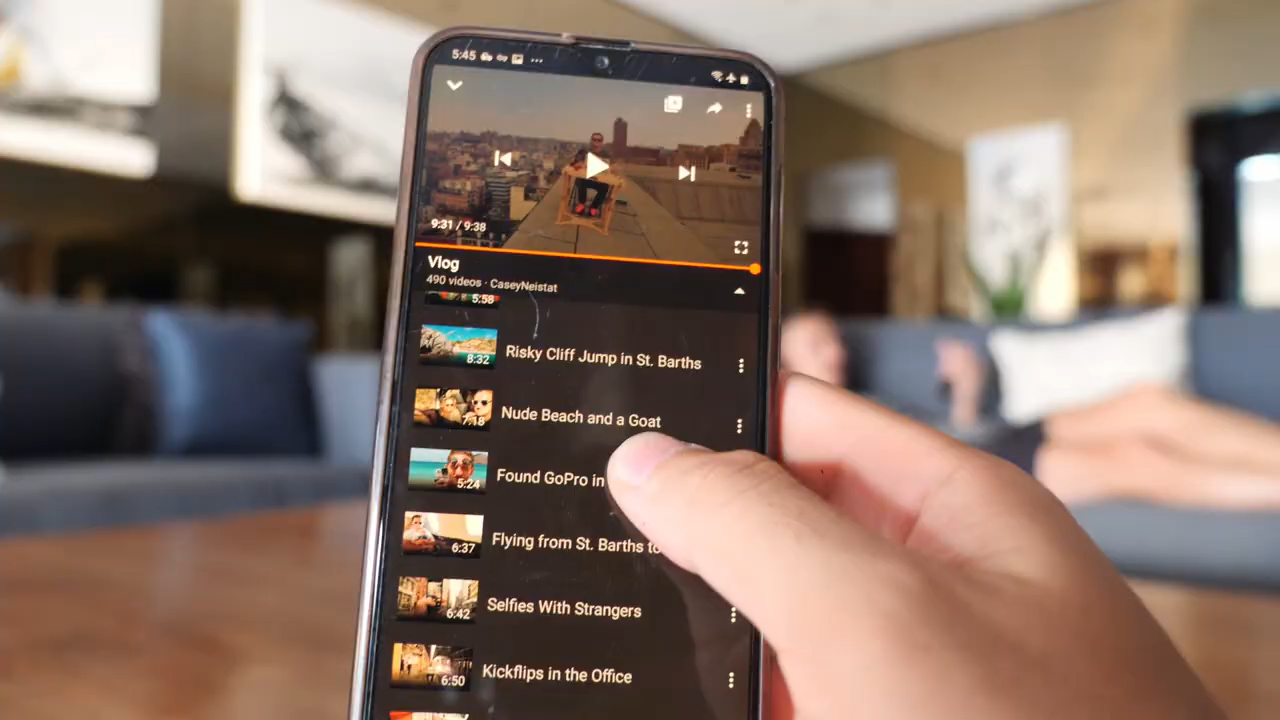 5:45
9:31 / 9:38
Vlog
490 videos · CaseyNeistat
5:58
8:32
Risky Cliff Jump in St. Barths
7:18
Nude Beach and a Goat
5:24
Found GoPro in
6:37
Flying from St. Barths to
6:42
Selfies With Strangers
6:50
Kickflips in the Office